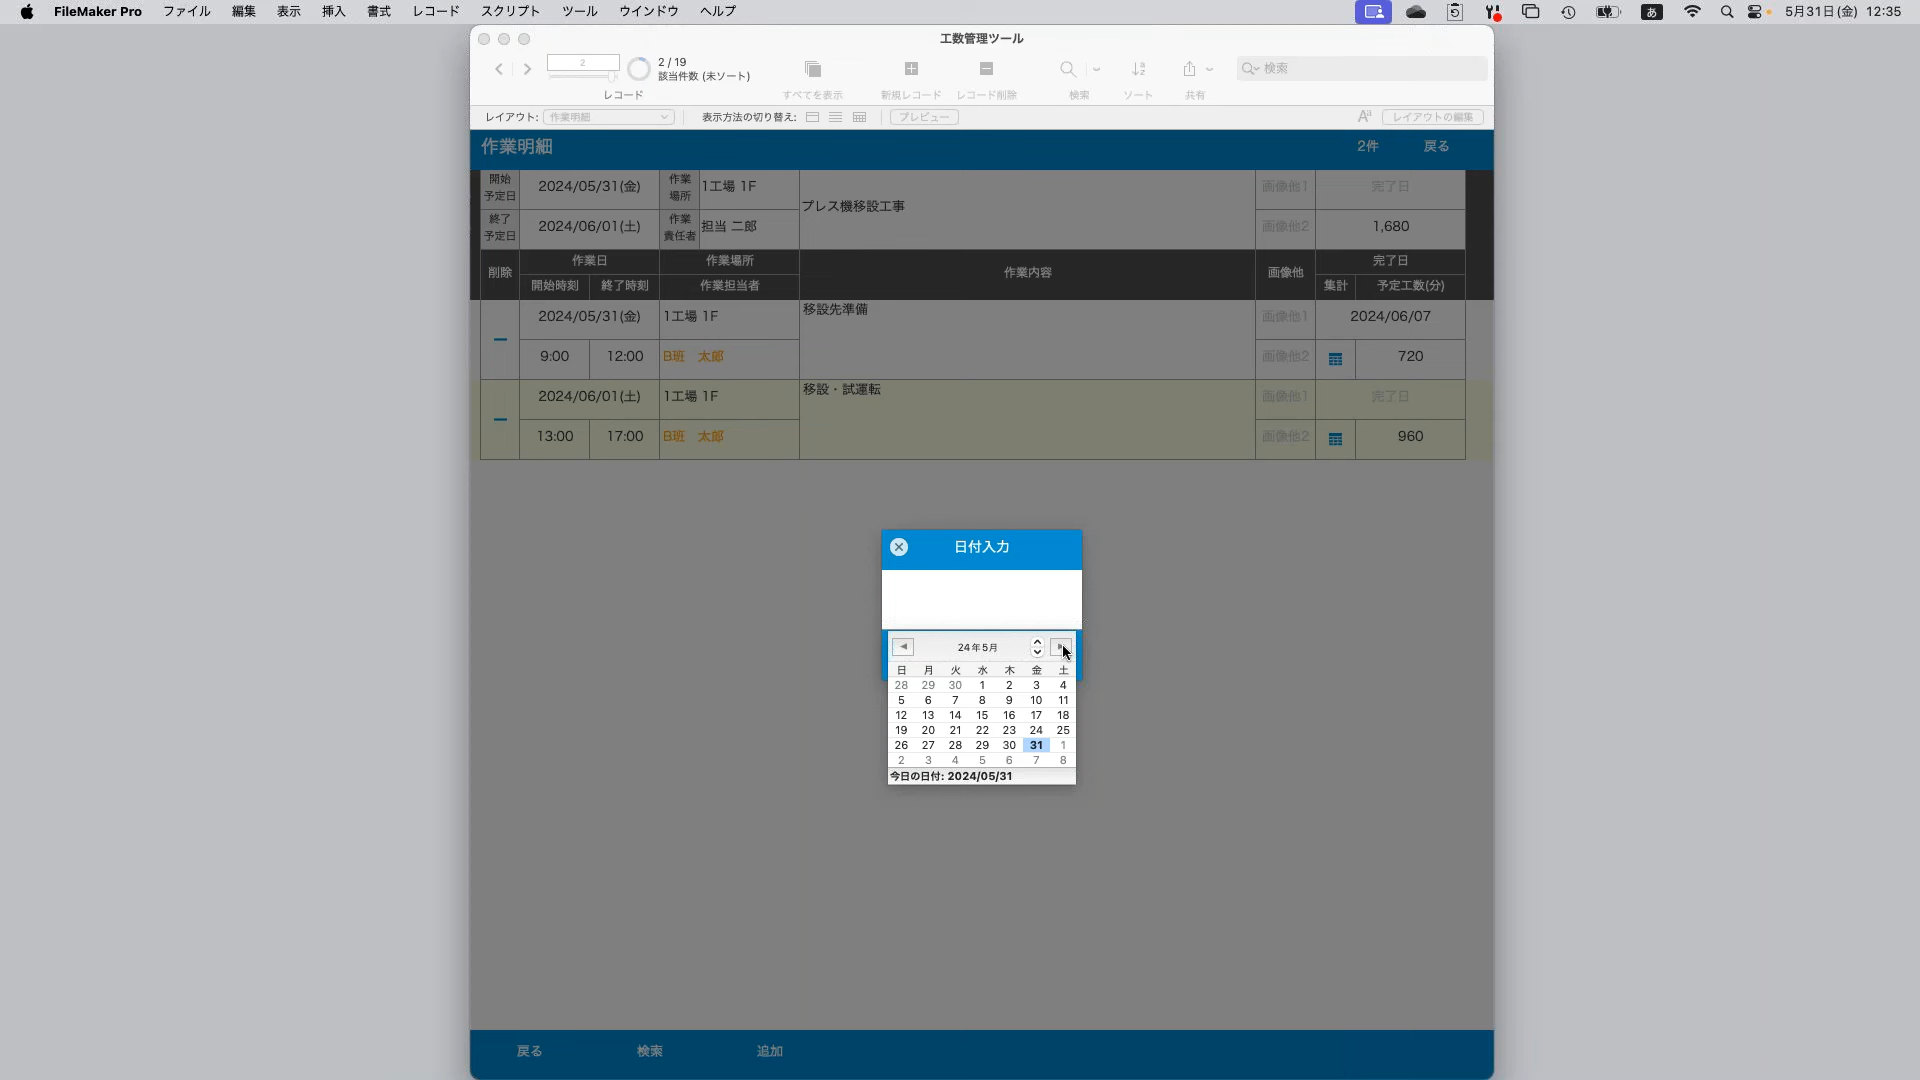 FileMaker Pro ファイル 編集 表示 挿入 書式 レコード スクリプト ツール ウインドウ ヘルプ あ 5月31日(金) 12:35
工数管理ツール
2
2 / 19
該当件数 (未ソート)
検索
レコード すべてを表示 新規レコード レコード削除 検索 ソート 共有
レイアウト: 作業明細 表示方法の切り替え: プレビュー Aª レイアウトの編集
作業明細 2件 戻る
開始
予定日
2024/05/31(金)
作業
場所
1工場 1F
プレス機移設工事
画像他1
完了日
終了
予定日
2024/06/01(土)
作業
責任者
担当 二郎
画像他2
1,680
削除
作業日
作業場所
作業内容
画像他
完了日
開始時刻 終了時刻 作業担当者 集計 予定工数(分)
2024/05/31(金) 1工場 1F 移設先準備 画像他1 2024/06/07
9:00 12:00 B班 太郎 画像他2 720
2024/06/01(土) 1工場 1F 移設・試運転 画像他1 完了日
13:00 17:00 B班 太郎 画像他2 960
日付入力
24年5月
日 月 火 水 木 金 土
28 29 30 1 2 3 4
5 6 7 8 9 10 11
12 13 14 15 16 17 18
19 20 21 22 23 24 25
26 27 28 29 30 31 1
2 3 4 5 6 7 8
今日の日付: 2024/05/31
戻る 検索 追加